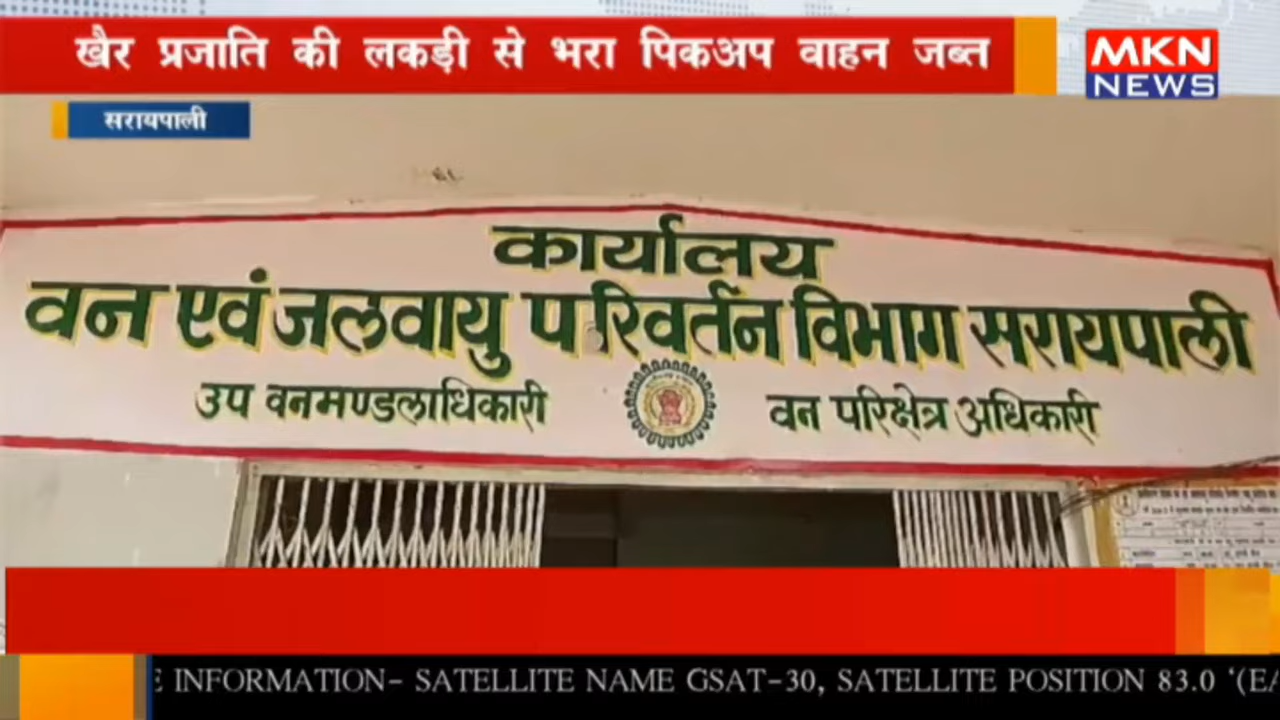 खैर प्रजाति की लकड़ी से भरा पिकअप वाहन जब्त
MKN
NEWS
सरायपाली
कार्यालय
वन एवं जलवायु परिवर्तन विभाग सरायपाली
उप वनमण्डलाधिकारी
वन परिक्षेत्र अधिकारी
INFORMATION- SATELLITE NAME GSAT-30, SATELLITE POSITION 83.0 '(EA